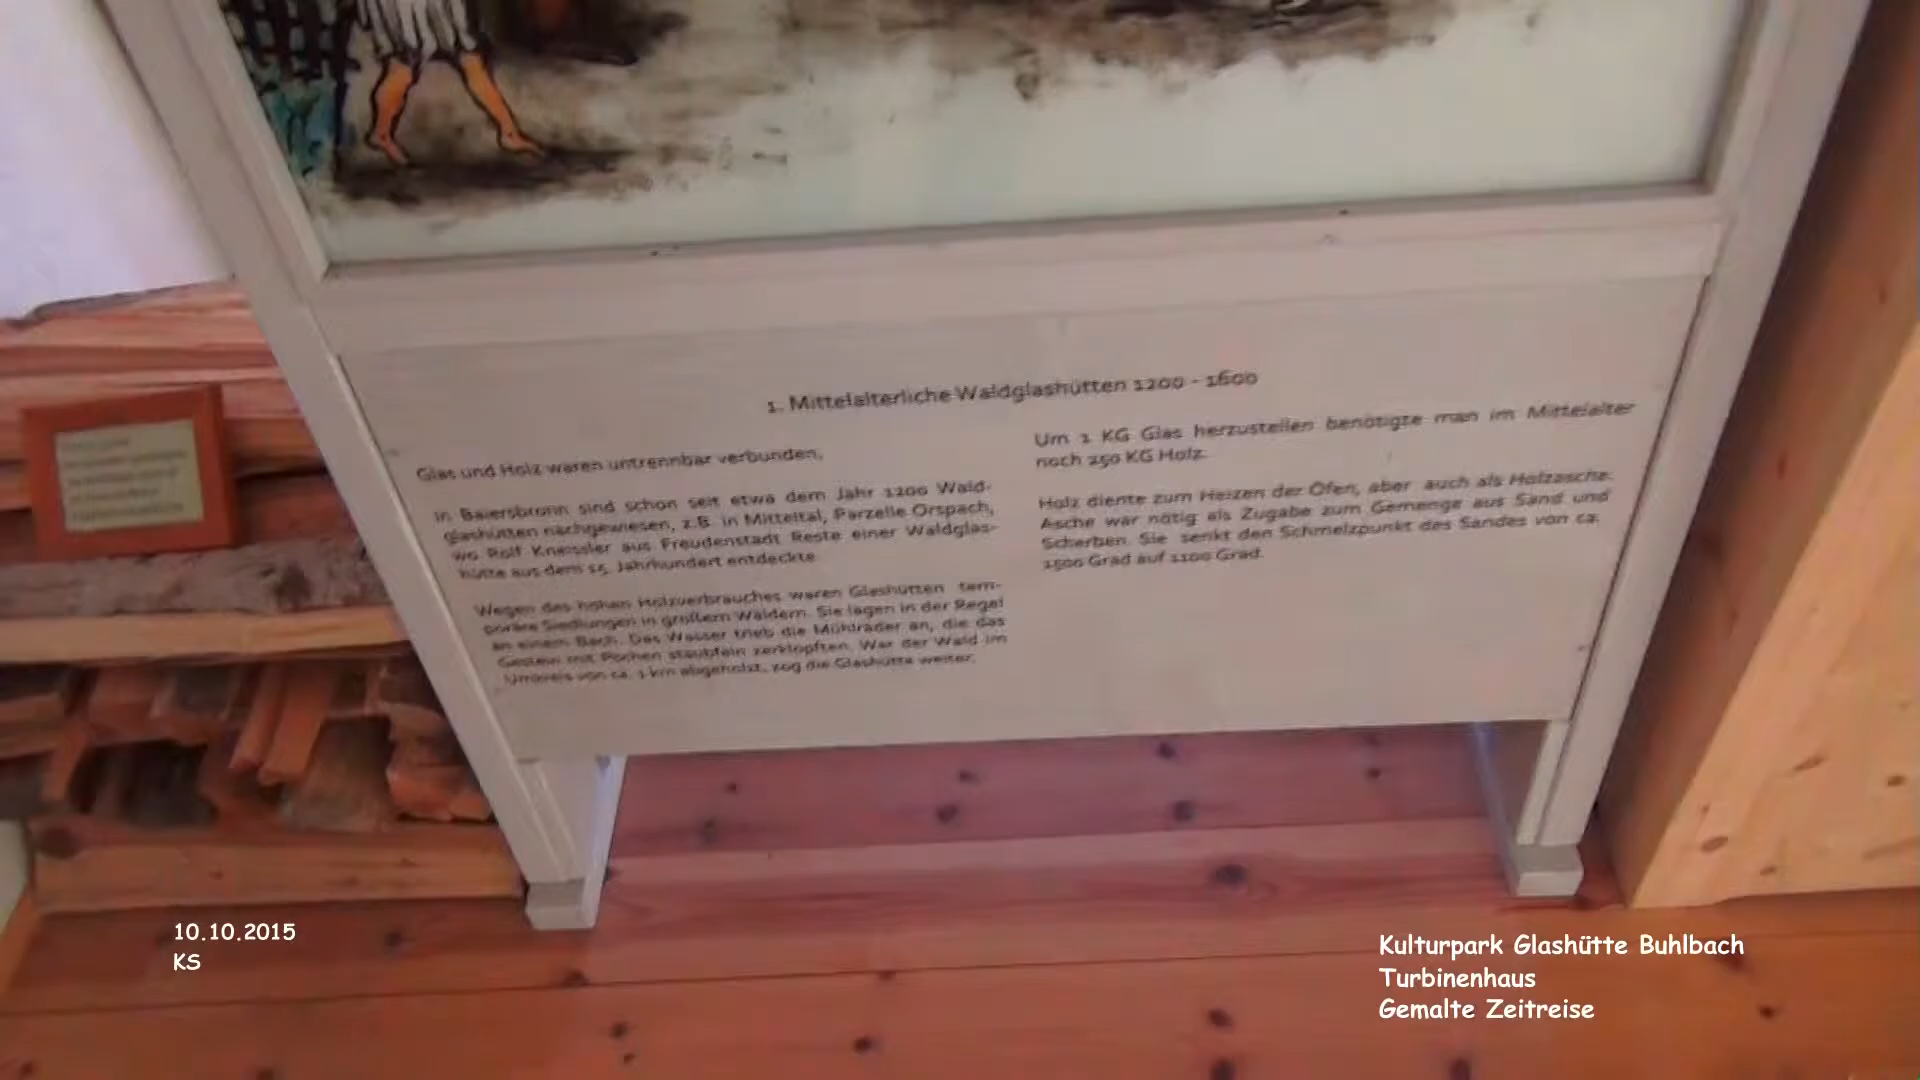 1. Mittelalterliche Waldglashütten 1200 - 1600
Glas und Holz waren untrennbar verbunden.
In Baiersbronn sind schon seit etwa dem Jahr 1200 Wald-
glashütten nachgewiesen, z.B. in Mitteltal, Parzelle Orspach,
wo Rolf Kneissler aus Freudenstadt Reste einer Waldglas-
hütte aus dem 15. Jahrhundert entdeckte.
Wegen des hohen Holzverbrauches waren Glashütten tem-
poräre Siedlungen in großem Wäldern. Sie lagen in der Regel
an einem Bach. Das Wasser trieb die Mühlräder an, die das
Gestein mit Pochen staubfein zerklopften. War der Wald im
Umkreis von ca. 1 km abgeholzt, zog die Glashütte weiter.
Um 1 KG Glas herzustellen benötigte man im Mittelalter
noch 250 KG Holz.
Holz diente zum Heizen der Öfen, aber auch als Holzasche.
Asche war nötig als Zugabe zum Gemenge aus Sand und
Scherben. Sie senkt den Schmelzpunkt des Sandes von ca.
1500 Grad auf 1100 Grad.
10.10.2015
KS
Kulturpark Glashütte Buhlbach
Turbinenhaus
Gemalte Zeitreise